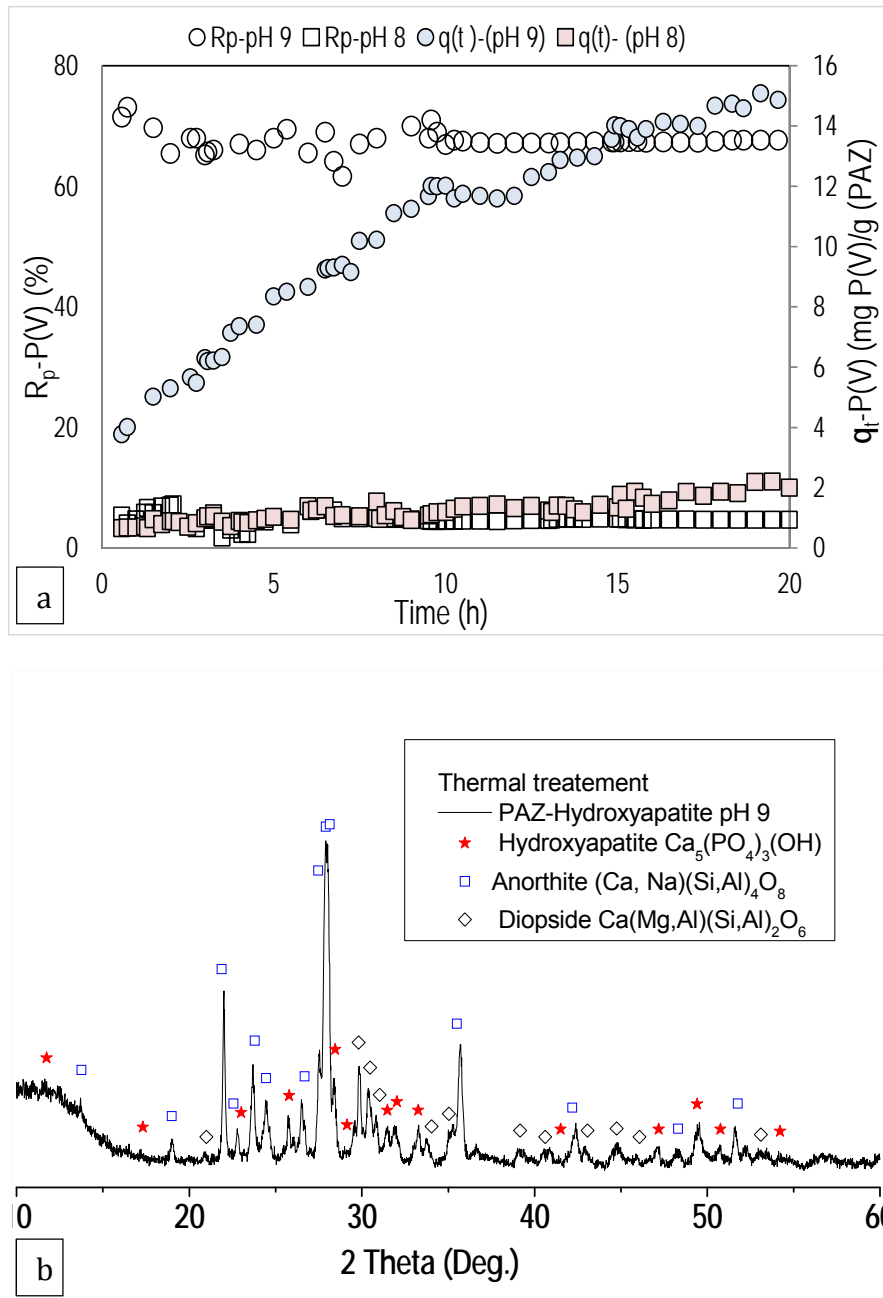 Rp-pH 9 Rp-pH 8 q(t )-(pH 9) q(t)- (pH 8)
80 16
14
60 12
10
40 8
6
20 4
2
0 0
R_p-P(V) (%)
q_t-P(V) (mg P(V)/g (PAZ)
0 5 10 15 20
Time (h)
a
Thermal treatement
PAZ-Hydroxyapatite pH 9
Hydroxyapatite Ca₅(PO₄)₃(OH)
Anorthite (Ca, Na)(Si,Al)₄O₈
Diopside Ca(Mg,Al)(Si,Al)₂O₆
0 20 30 40 50 60
2 Theta (Deg.)
b